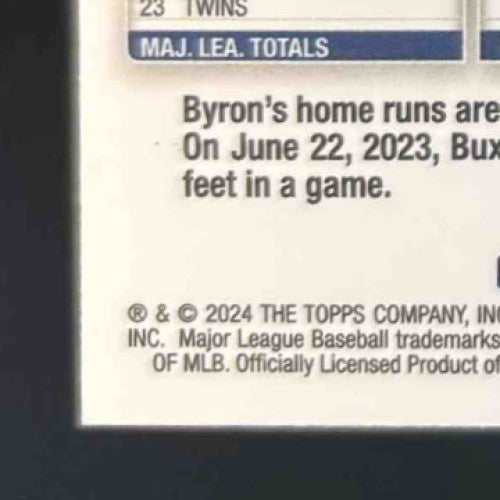 23 TWINS
MAJ. LEA. TOTALS
Byron's home runs are
On June 22, 2023, Bux
feet in a game.
® & © 2024 THE TOPPS COMPANY, INC
INC. Major League Baseball trademarks
OF MLB. Officially Licensed Product of